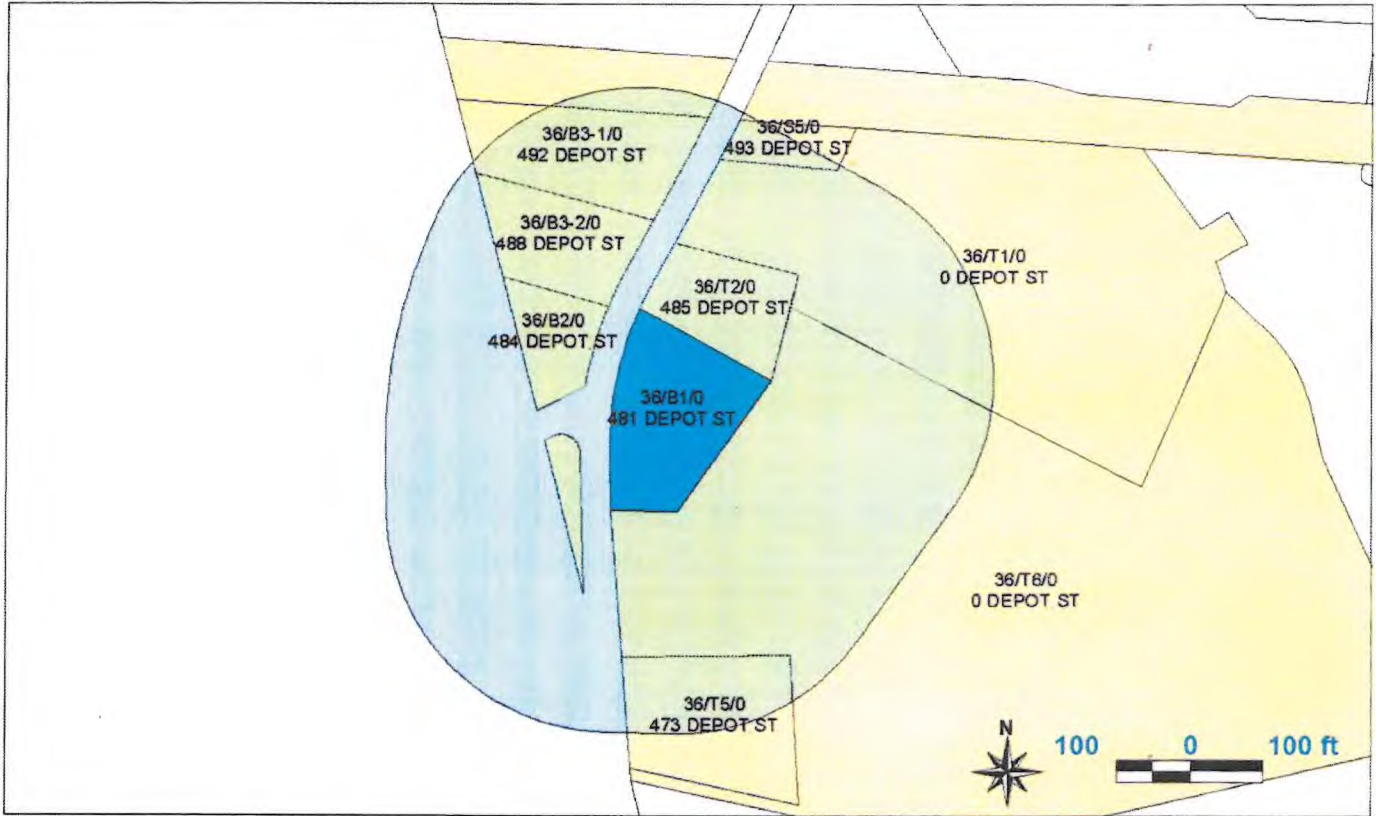 36/B3-1/0
492 DEPOT ST
36/S5/0
493 DEPOT ST
36/B3-2/0
488 DEPOT ST
36/T1/0
0 DEPOT ST
36/T2/0
485 DEPOT ST
36/B2/0
484 DEPOT ST
36/B1/0
481 DEPOT ST
36/T6/0
0 DEPOT ST
36/T5/0
473 DEPOT ST
N
100 0 100 ft